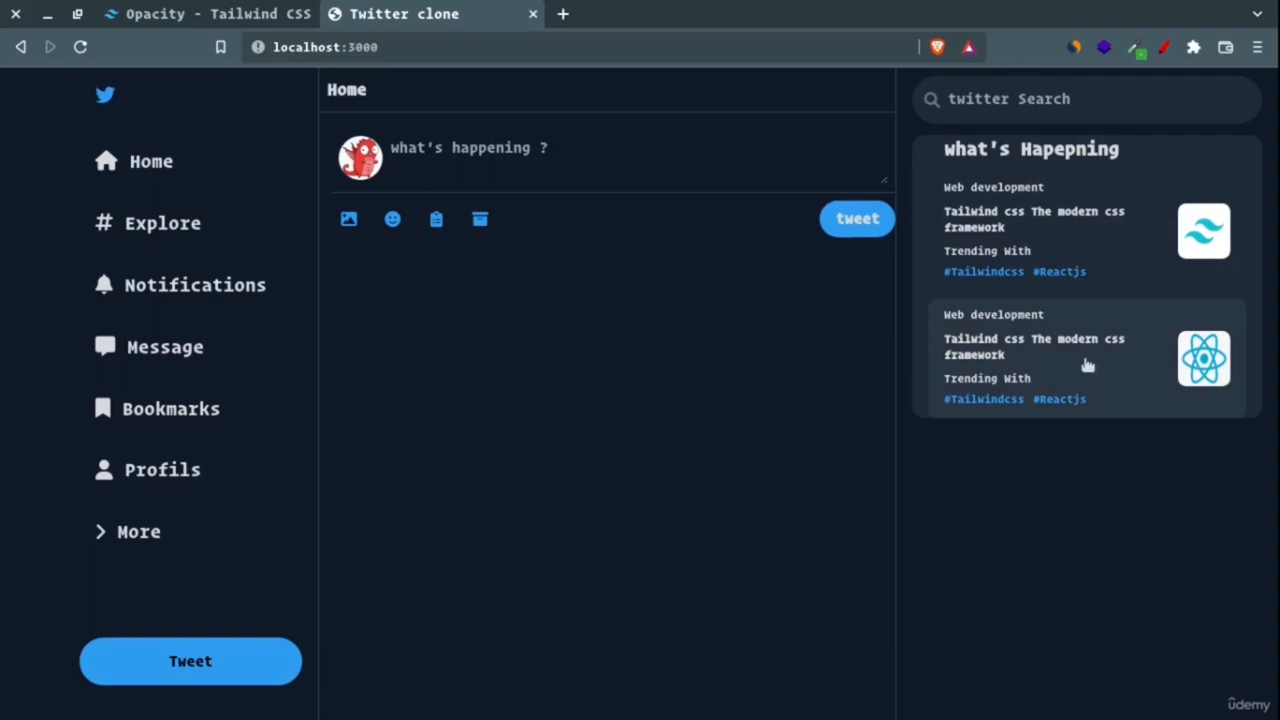 Opacity - Tailwind CSS
Twitter clone
localhost:3000
Home
Explore
Notifications
Message
Bookmarks
Profils
More
Tweet
Home
what's happening ?
tweet
twitter Search
what's Hapepning
Web development
Tailwind css The modern css
framework
Trending With
#Tailwindcss #Reactjs
Web development
Tailwind css The modern css
framework
Trending With
#Tailwindcss #Reactjs
ûdemy